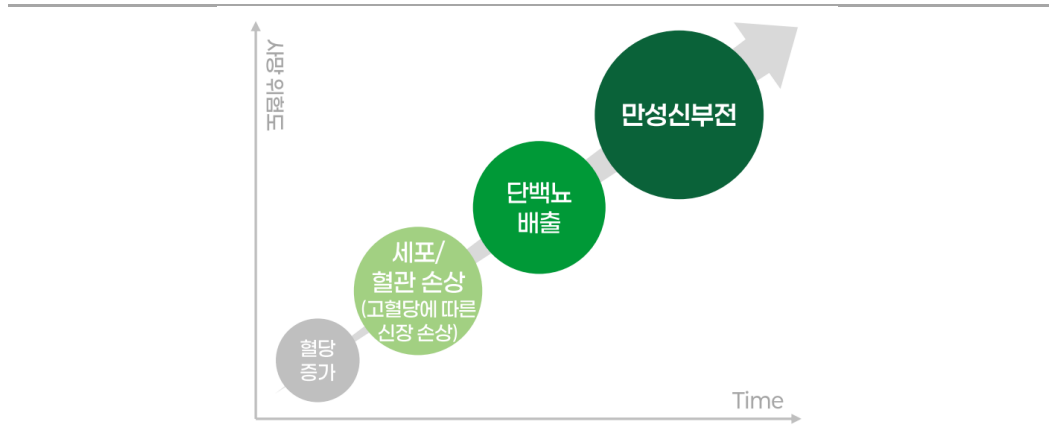 사망 위험도
만성신부전
단백뇨
배출
세포/
혈관 손상
(고혈당에 따른
신장 손상)
혈당
증가
Time